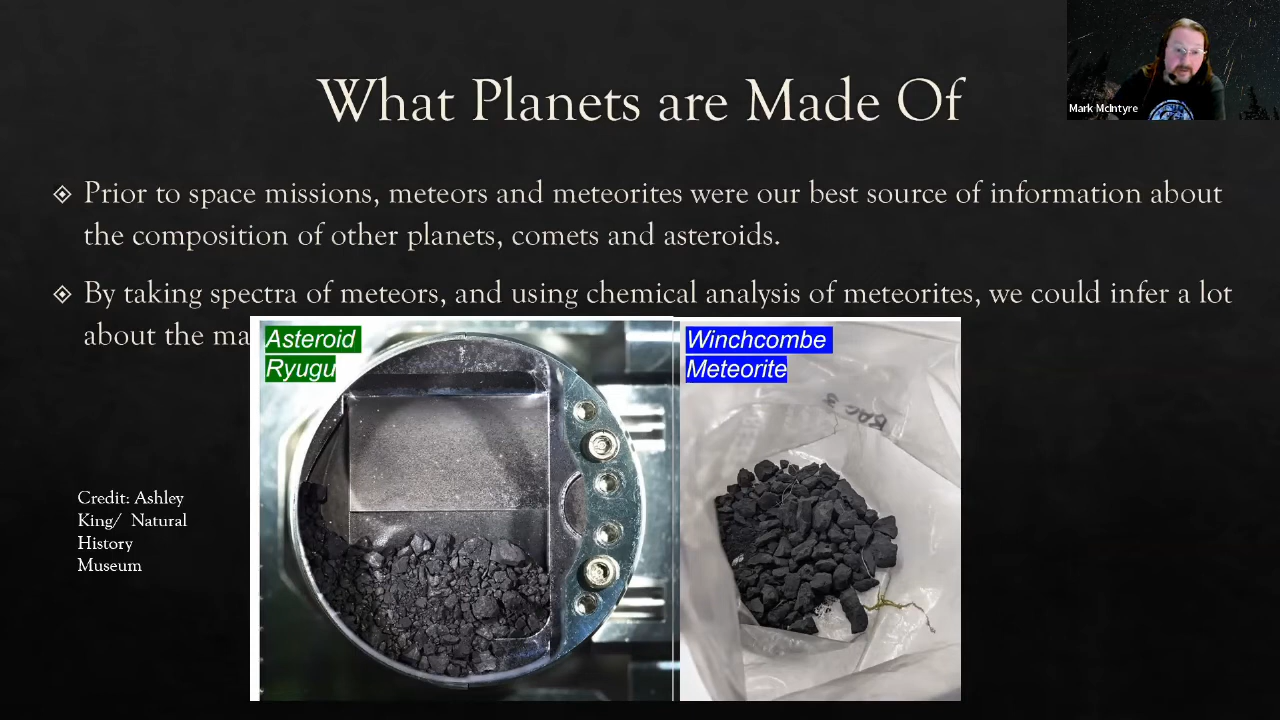 What Planets are Made Of
Mark McIntyre
Prior to space missions, meteors and meteorites were our best source of information about
the composition of other planets, comets and asteroids.
By taking spectra of meteors, and using chemical analysis of meteorites, we could infer a lot
about the ma
Asteroid
Ryugu
Winchcombe
Meteorite
BAG 3
Credit: Ashley
King/ Natural
History
Museum